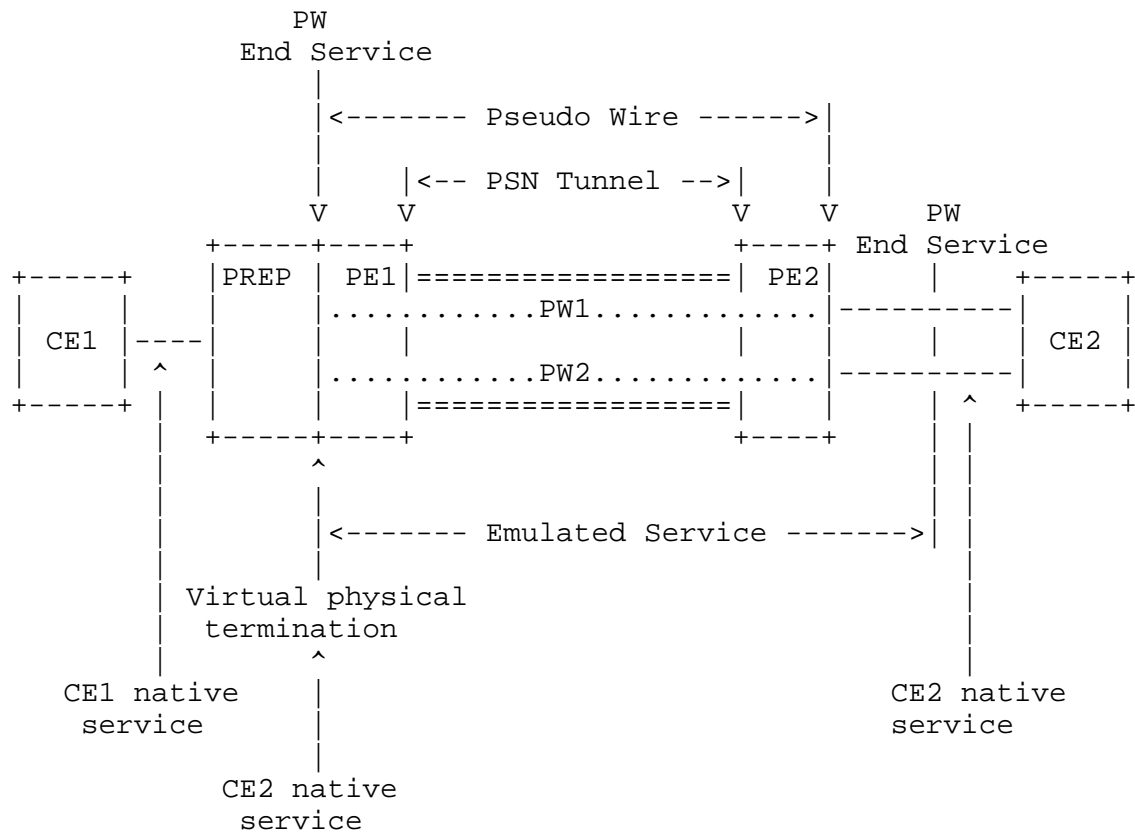 PW
End Service
|<------- Pseudo Wire ------>|
|<-- PSN Tunnel -->|
V V V V PW
+-----+----+ +----+ End Service
+-----+ |PREP | PE1|==================| PE2| | +-----+
| | | |............PW1.............|----------| |
| CE1 |----| | | | | | | CE2 |
| | ^ | |............PW2.............|----------| |
+-----+ | | | |==================| | | ^ +-----+
| +-----+----+ +----+ | |
| ^ | |
| |<------- Emulated Service ------->| |
| Virtual physical |
| termination |
| ^ |
CE1 native | CE2 native
service | service
CE2 native
service